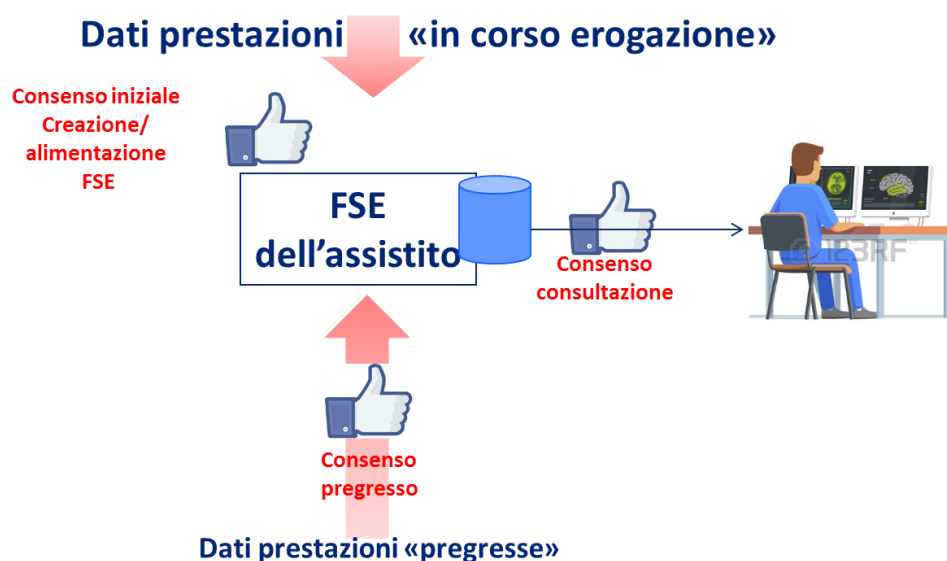 Dati prestazioni «in corso erogazione»
Consenso iniziale
Creazione/
alimentazione
FSE
FSE
dell’assistito
Consenso
consultazione
123RF
Consenso
pregresso
Dati prestazioni «pregresse»